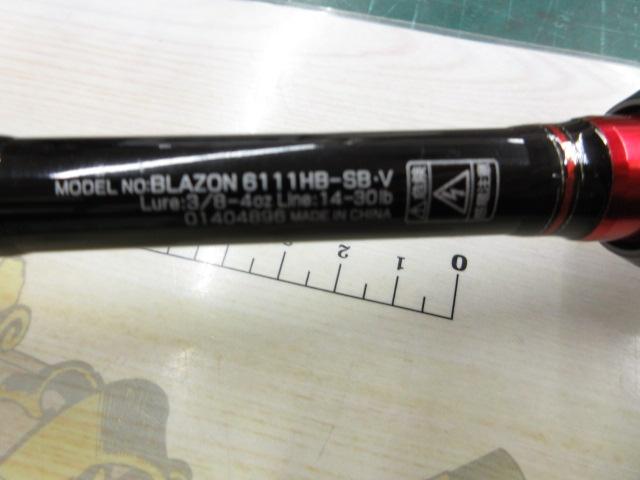 MODEL NO:BLAZON 6111HB-SB·V
Lure:3/8-4oz Line:14-30lb
01404896 MADE IN CHINA
2 1 0